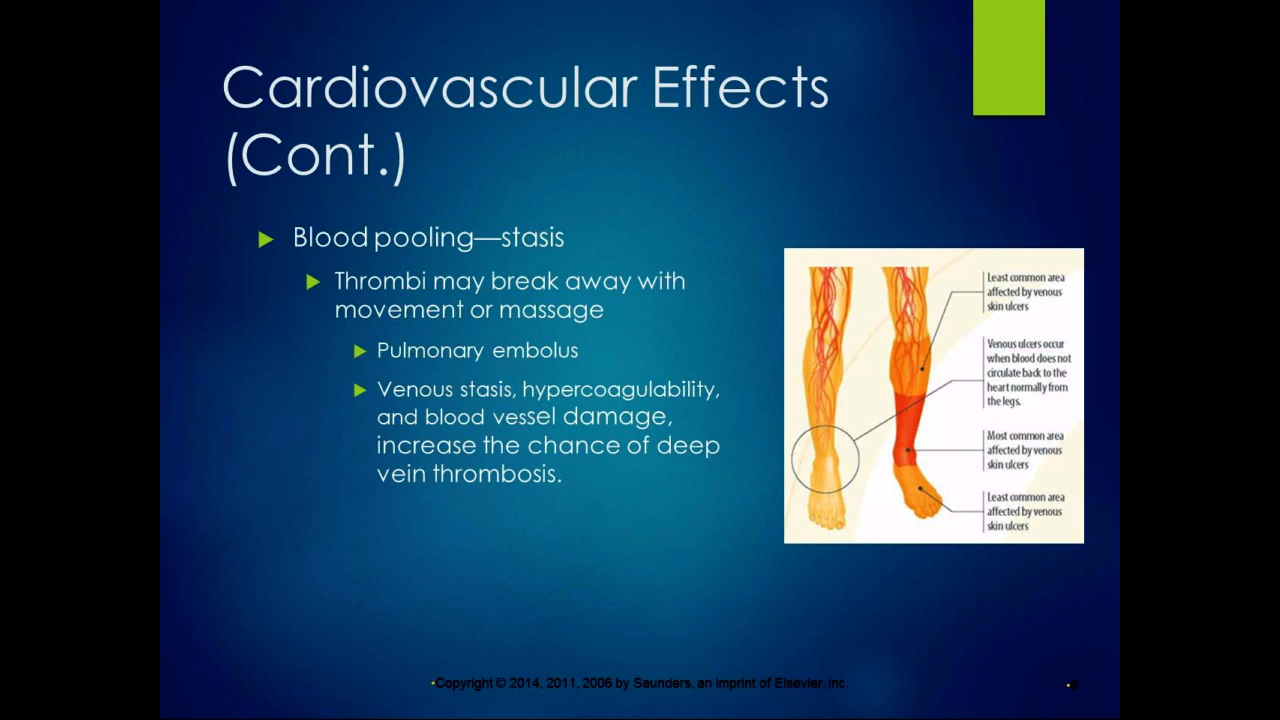 Cardiovascular Effects
(Cont.)
Blood pooling—stasis
Thrombi may break away with
movement or massage
Pulmonary embolus
Venous stasis, hypercoagulability,
and blood vessel damage,
increase the chance of deep
vein thrombosis.
Least common area
affected by venous
skin ulcers
Venous ulcers occur
when blood does not
circulate back to the
heart normally from
the legs.
Most common area
affected by venous
skin ulcers
Least common area
affected by venous
skin ulcers
•Copyright © 2014, 2011, 2006 by Saunders, an imprint of Elsevier, Inc.